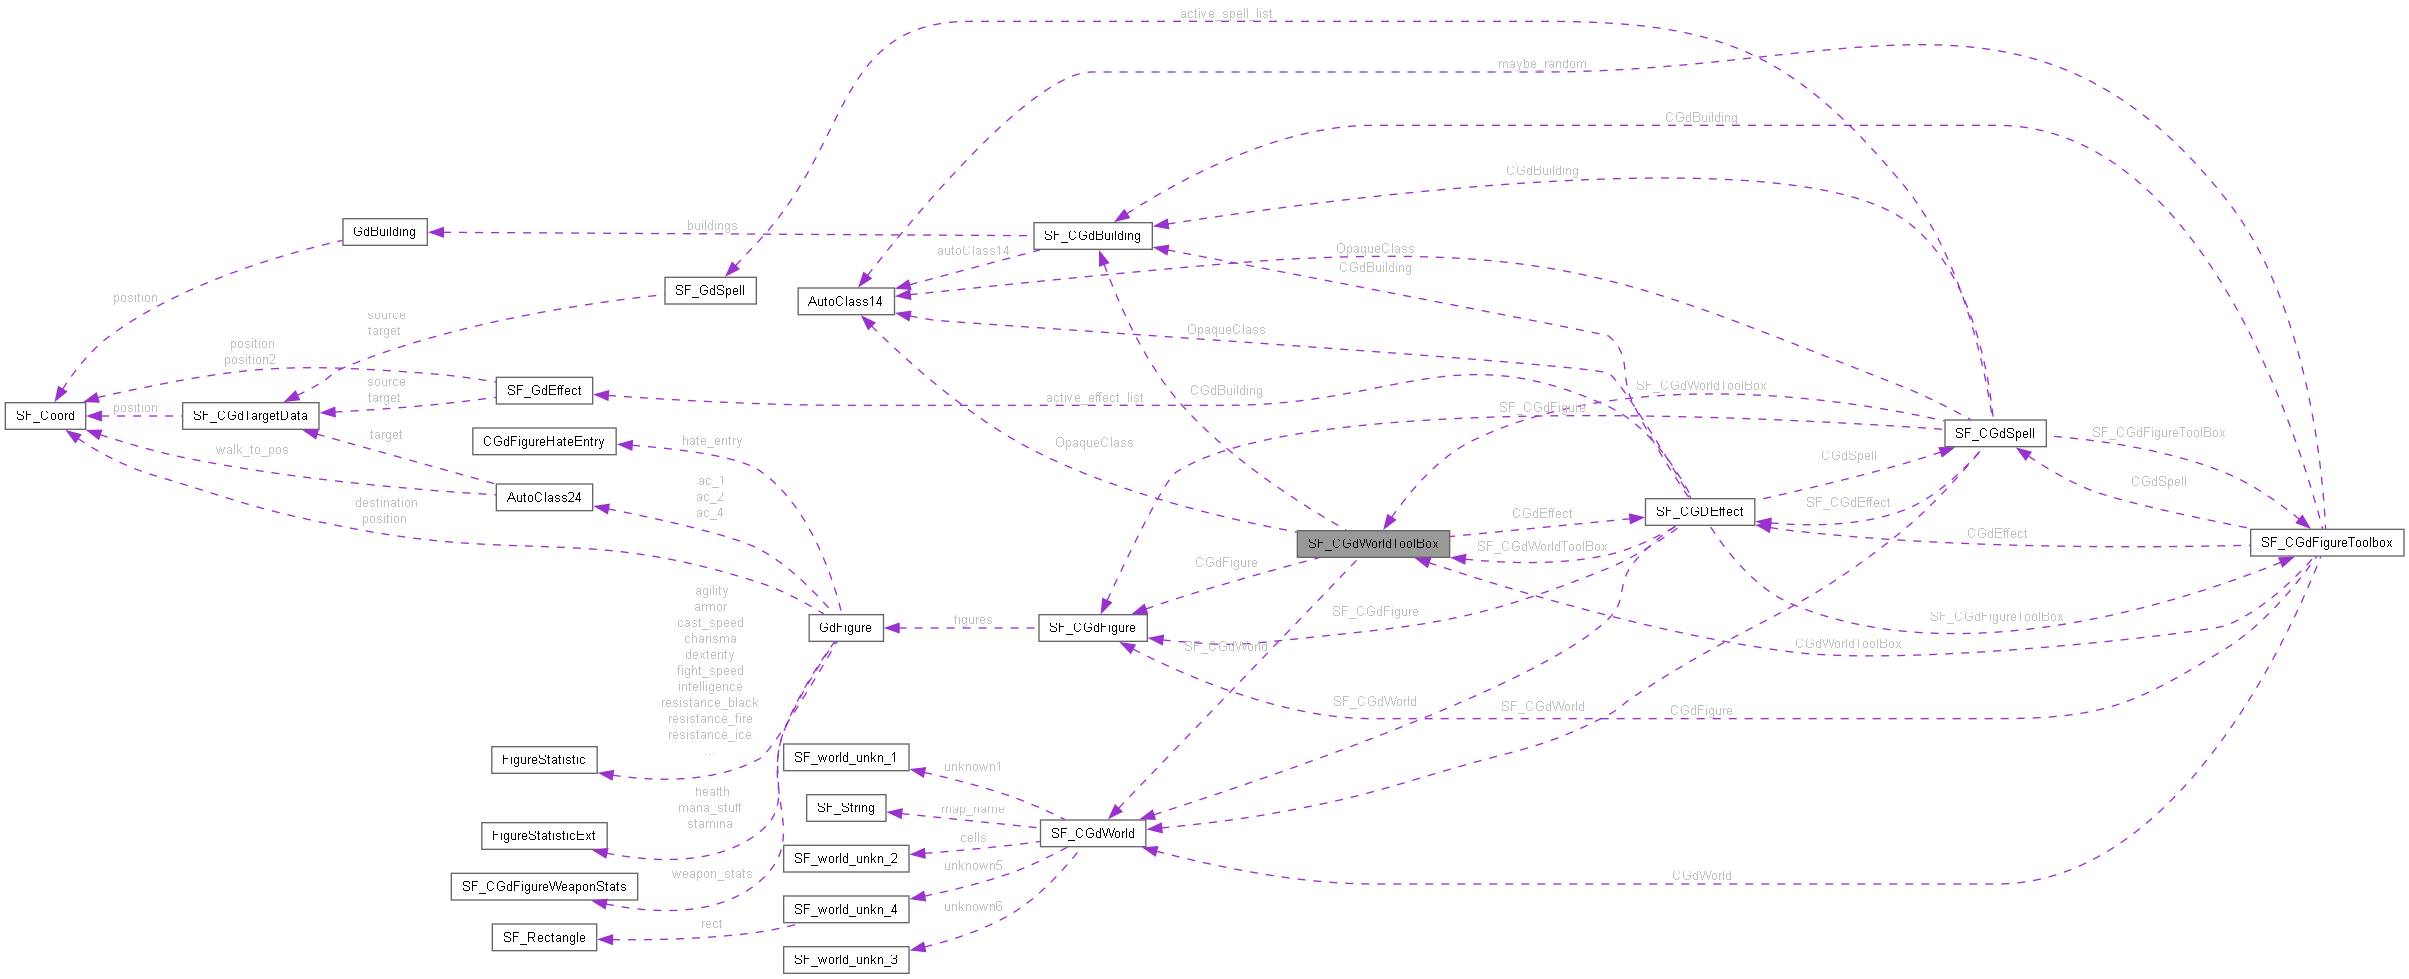 active_spell_list
maybe_random
CGdBuilding
CGdBuilding
GdBuilding
buildings
SF_CGdBuilding
autoClass14
OpaqueClass
CGdBuilding
SF_GdSpell
AutoClass14
position
source
target
OpaqueClass
position
position2
SF_GdEffect
source
target
active_effect_list
CGdBuilding
SF_CGdWorldToolBox
SF_CGdFigure
SF_Coord
position
SF_CGdTargetData
CGdFigureHateEntry
hate_entry
OpaqueClass
SF_CGdSpell
SF_CGdFigureToolBox
target
walk_to_pos
CGdSpell
AutoClass24
ac_1
ac_2
ac_4
CGdSpell
destination
position
CGdEffect
SF_CGDEffect
SF_CGdEffect
SF_CGdWorldToolBox
SF_CGdWorldToolBox
CGdEffect
SF_CGdFigureToolbox
CGdFigure
agility
armor
cast_speed
charisma
dexterity
fight_speed
intelligence
resistance_black
resistance_fire
resistance_ice
...
GdFigure
figures
SF_CGdFigure
SF_CGdFigure
SF_CGdFigureToolBox
SF_CGdWorld
CGdWorldToolBox
SF_CGdWorld
SF_CGdWorld
CGdFigure
FigureStatistic
SF_world_unkn_1
unknown1
health
mana_stuff
stamina
SF_String
map_name
FigureStatisticExt
SF_CGdWorld
cells
SF_world_unkn_2
unknown5
weapon_stats
CGdWorld
SF_CGdFigureWeaponStats
SF_world_unkn_4
unknown6
rect
SF_Rectangle
SF_world_unkn_3